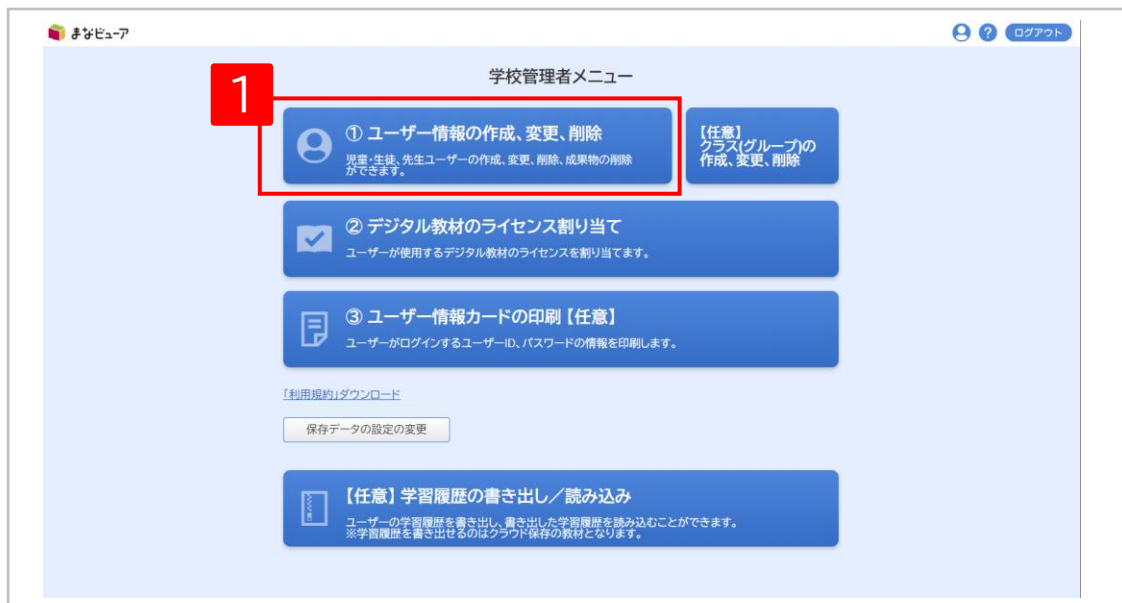 まなビューア
? ログアウト
学校管理者メニュー
1
① ユーザー情報の作成、変更、削除
児童・生徒、先生ユーザーの作成、変更、削除、成果物の削除
ができます。
【任意】
クラス(グループ)の
作成、変更、削除
② デジタル教材のライセンス割り当て
ユーザーが使用するデジタル教材のライセンスを割り当てます。
③ ユーザー情報カードの印刷【任意】
ユーザーがログインするユーザーID、パスワードの情報を印刷します。
「利用規約」ダウンロード
保存データの設定の変更
【任意】学習履歴の書き出し／読み込み
ユーザーの学習履歴を書き出し、書き出した学習履歴を読み込むことができます。
※学習履歴を書き出せるのはクラウド保存の教材となります。